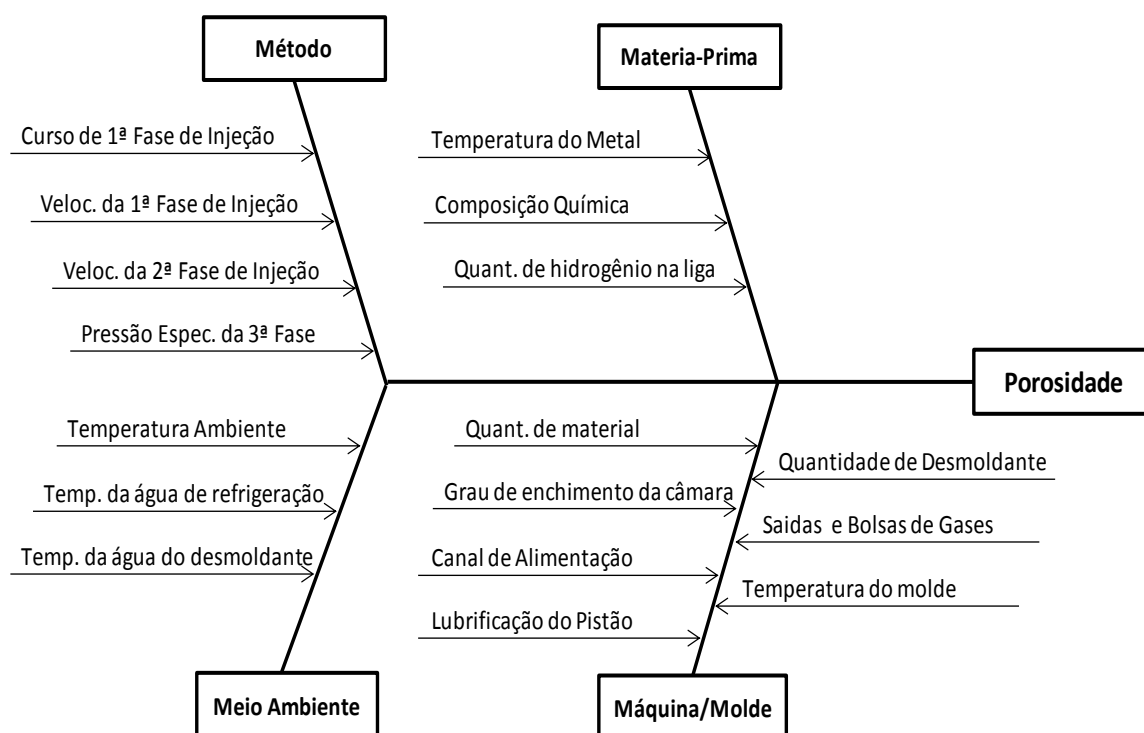 Método
Materia-Prima
Curso de 1ª Fase de Injeção
Veloc. da 1ª Fase de Injeção
Veloc. da 2ª Fase de Injeção
Pressão Espec. da 3ª Fase
Temperatura do Metal
Composição Química
Quant. de hidrogênio na liga
Porosidade
Temperatura Ambiente
Temp. da água de refrigeração
Temp. da água do desmoldante
Quant. de material
Grau de enchimento da câmara
Canal de Alimentação
Lubrificação do Pistão
Quantidade de Desmoldante
Saidas e Bolsas de Gases
Temperatura do molde
Meio Ambiente
Máquina/Molde